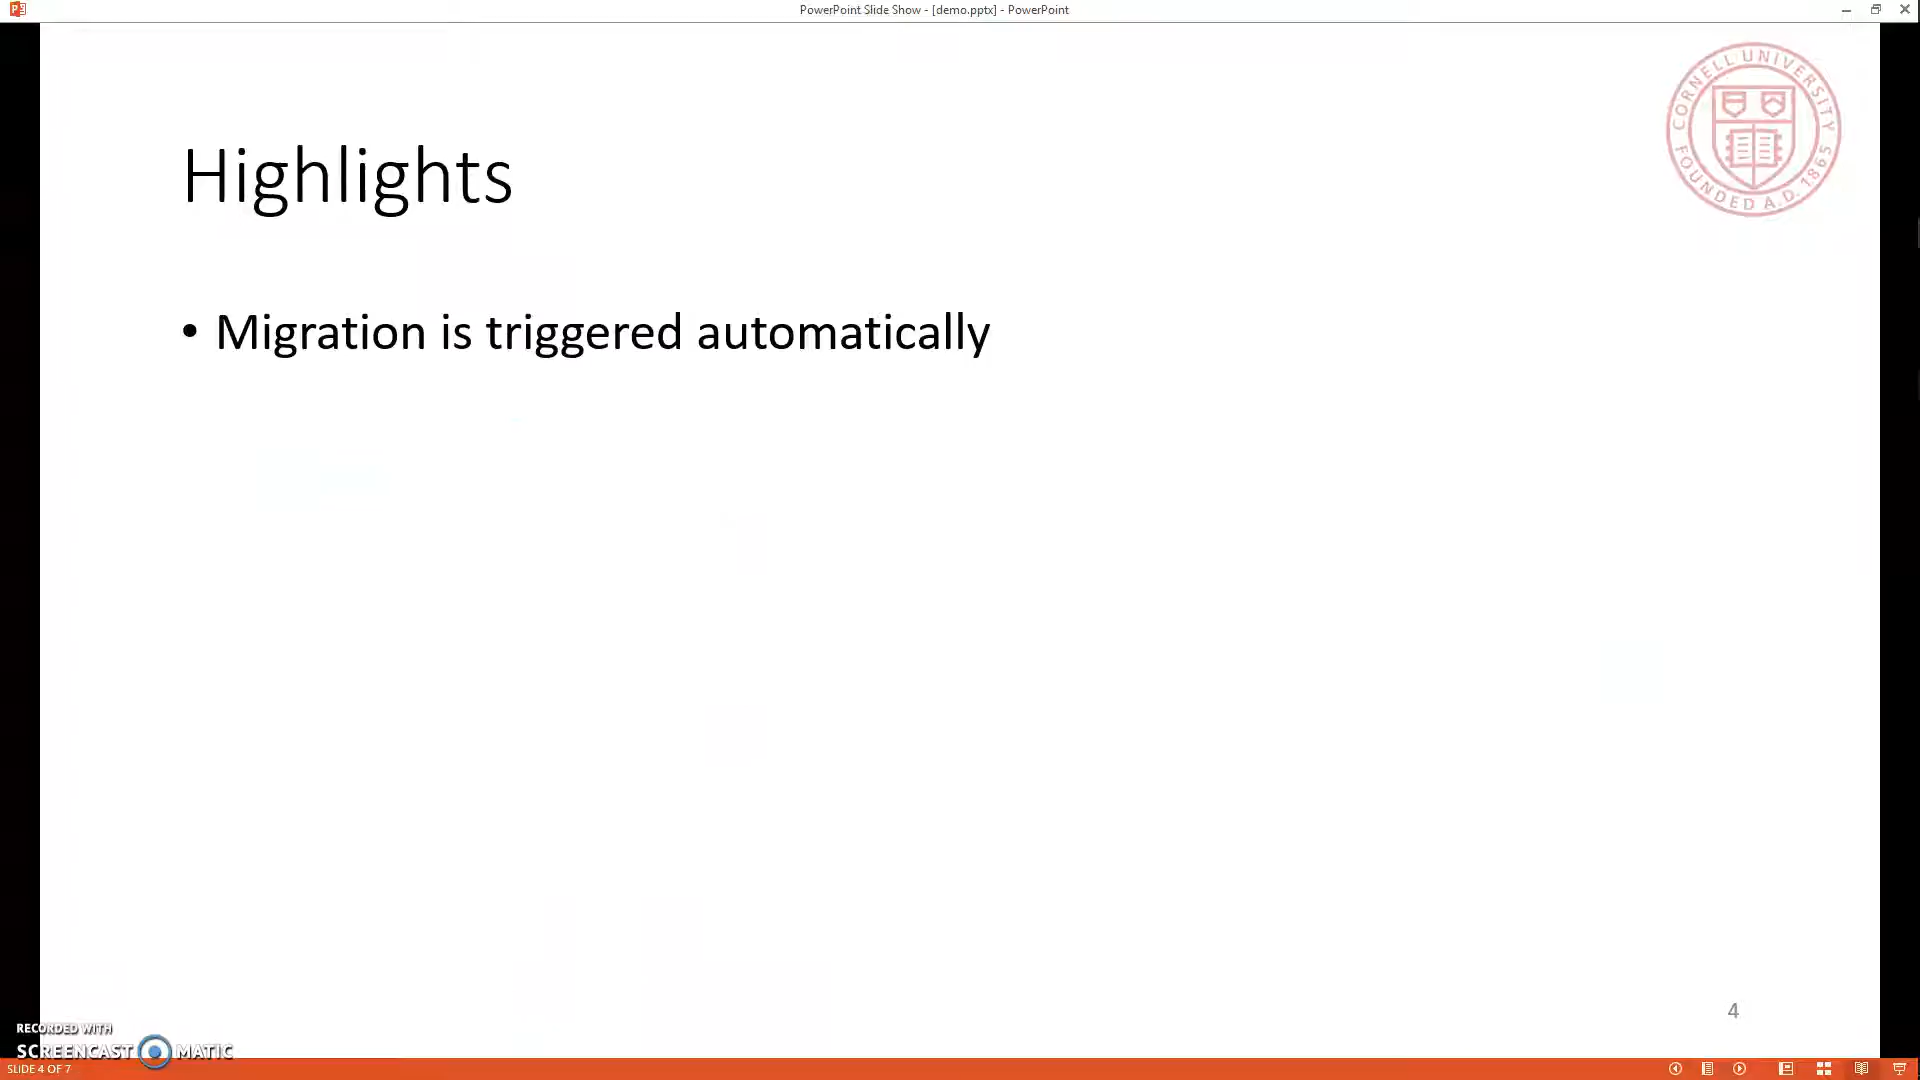 PowerPoint Slide Show - [demo.pptx] - PowerPoint
CORNELL UNIVERSITY
FOUNDED A.D. 1865
Highlights
• Migration is triggered automatically
4
RECORDED WITH
SCREENCAST MATIC
SLIDE 4 OF 7